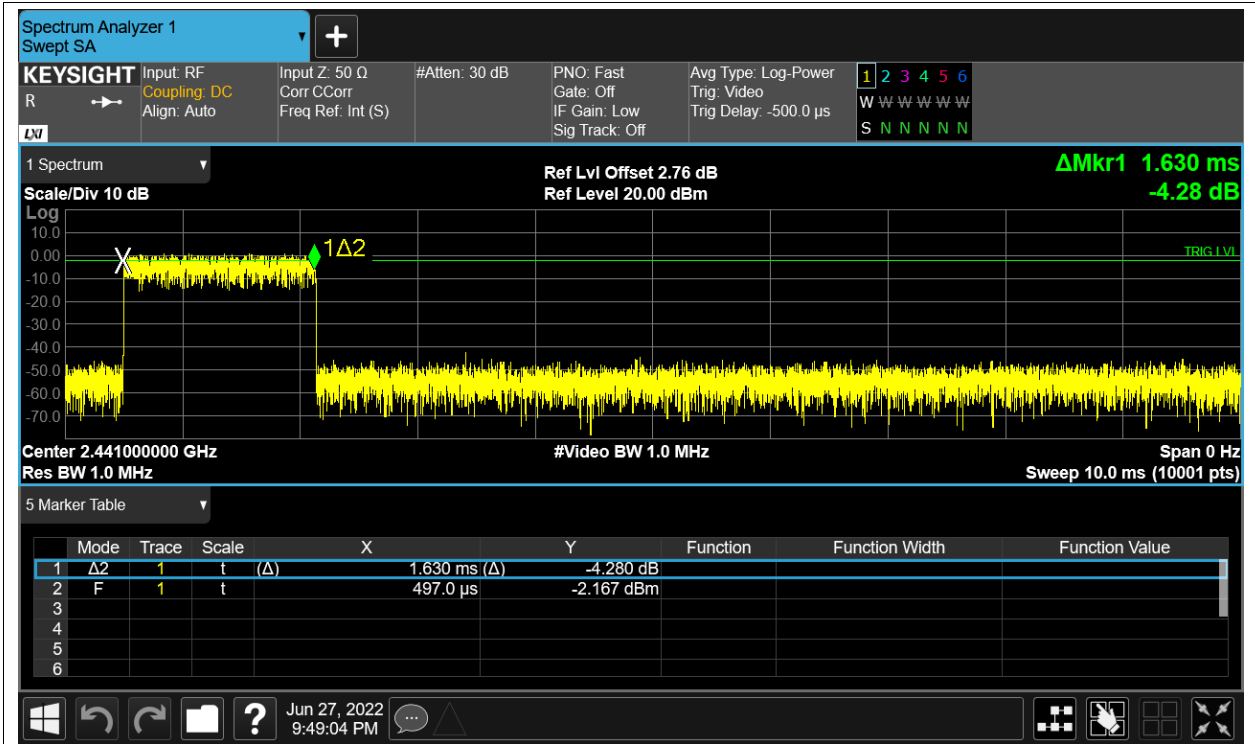 Spectrum Analyzer 1
Swept SA
KEYSIGHT Input: RF Input Z: 50 Ω #Atten: 30 dB PNO: Fast Avg Type: Log-Power 1 2 3 4 5 6
R Coupling: DC Corr CCorr Gate: Off Trig: Video W W W W W W
Align: Auto Freq Ref: Int (S) IF Gain: Low Trig Delay: -500.0 µs
LXI Sig Track: Off S N N N N N
1 Spectrum Ref Lvl Offset 2.76 dB ΔMkr1 1.630 ms
Scale/Div 10 dB Ref Level 20.00 dBm -4.28 dB
Log
10.0
0.00 1Δ2 TRIG LVL
-10.0
-20.0
-30.0
-40.0
-50.0
-60.0
-70.0
Center 2.441000000 GHz #Video BW 1.0 MHz Span 0 Hz
Res BW 1.0 MHz Sweep 10.0 ms (10001 pts)
5 Marker Table
Mode Trace Scale X Y Function Function Width Function Value
1 Δ2 1 t (Δ) 1.630 ms (Δ) -4.280 dB
2 F 1 t 497.0 µs -2.167 dBm
3
4
5
6
? Jun 27, 2022
9:49:04 PM